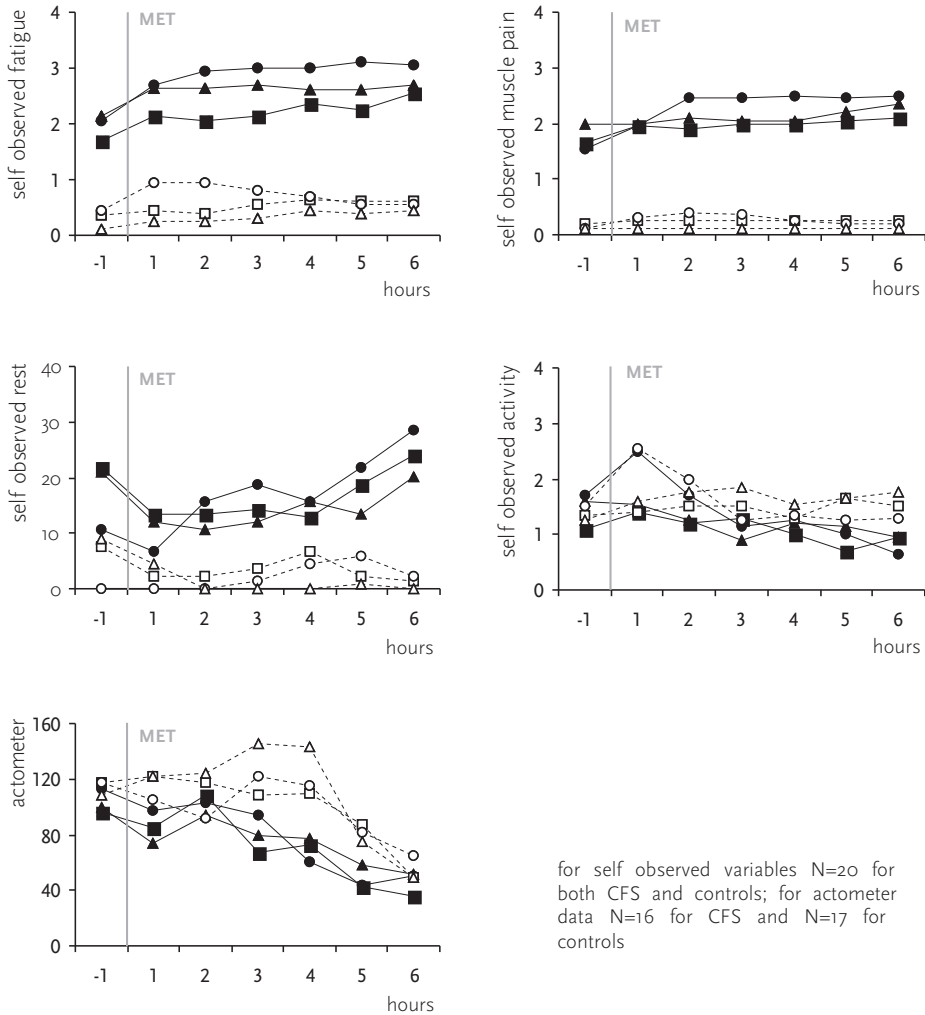 self observed fatigue
4
3
2
1
0
MET
-1 1 2 3 4 5 6
hours
self observed muscle pain
4
3
2
1
0
MET
-1 1 2 3 4 5 6
hours
self observed rest
40
30
20
10
0
MET
-1 1 2 3 4 5 6
hours
self observed activity
4
3
2
1
0
MET
-1 1 2 3 4 5 6
hours
actometer
160
120
80
40
0
MET
-1 1 2 3 4 5 6
hours
for self observed variables N=20 for
both CFS and controls; for actometer
data N=16 for CFS and N=17 for
controls